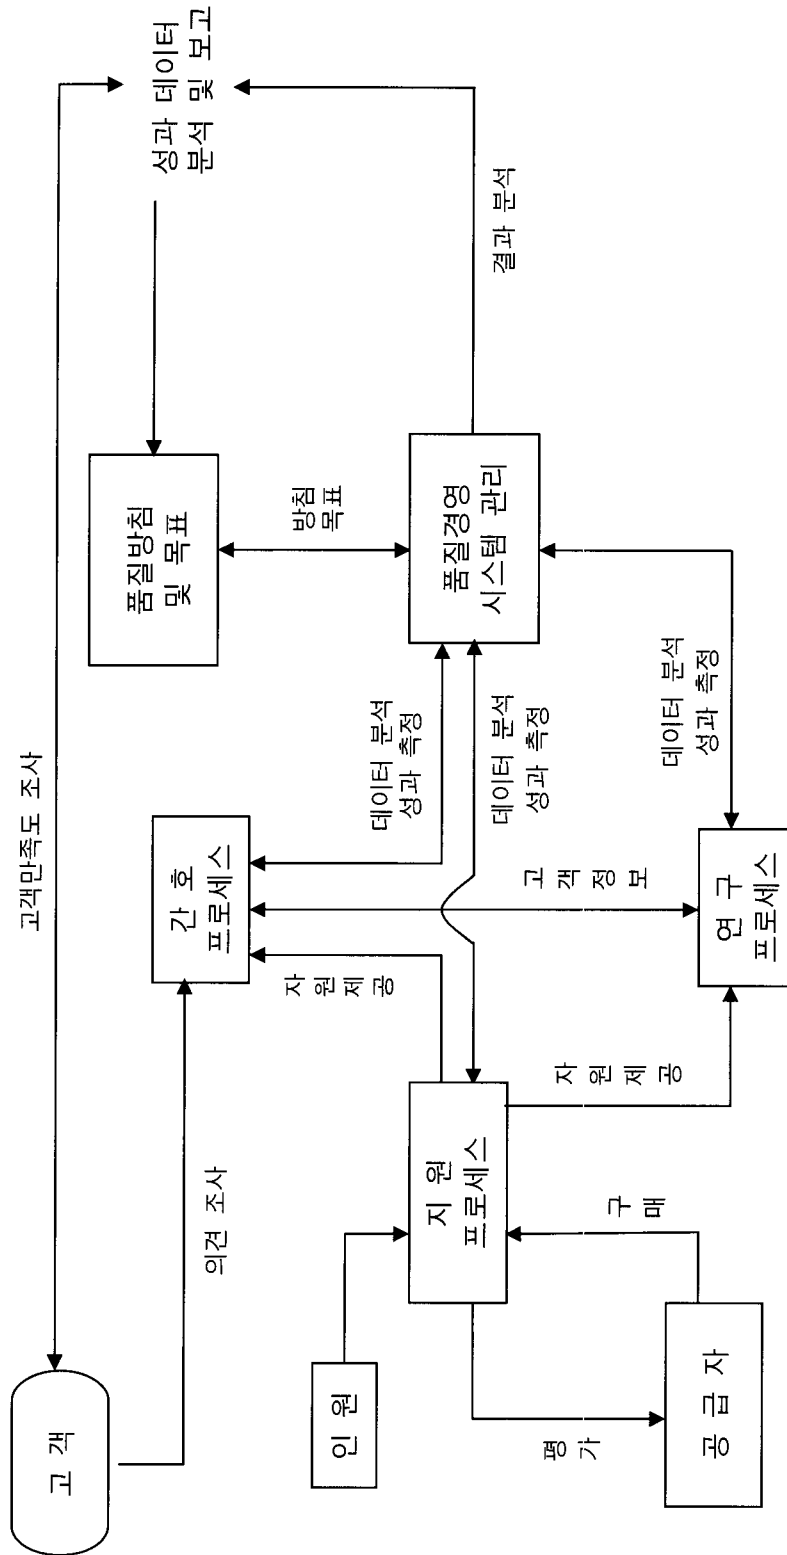 고객만족도 조사
고 객
의견 조사
간 호
프로세스
품질방침
및 목표
성과 데이터
분석 및 보고
인 원
자 원 제 공
데이터 분석
성과 측정
방침
목표
지 원
프로세스
데이터 분석
성과 측정
품질경영
시스템 관리
결과 분석
고 객 정 보
평 가
구 매
자 원 제 공
공 급 자
연 구
프로세스
데이터 분석
성과 측정